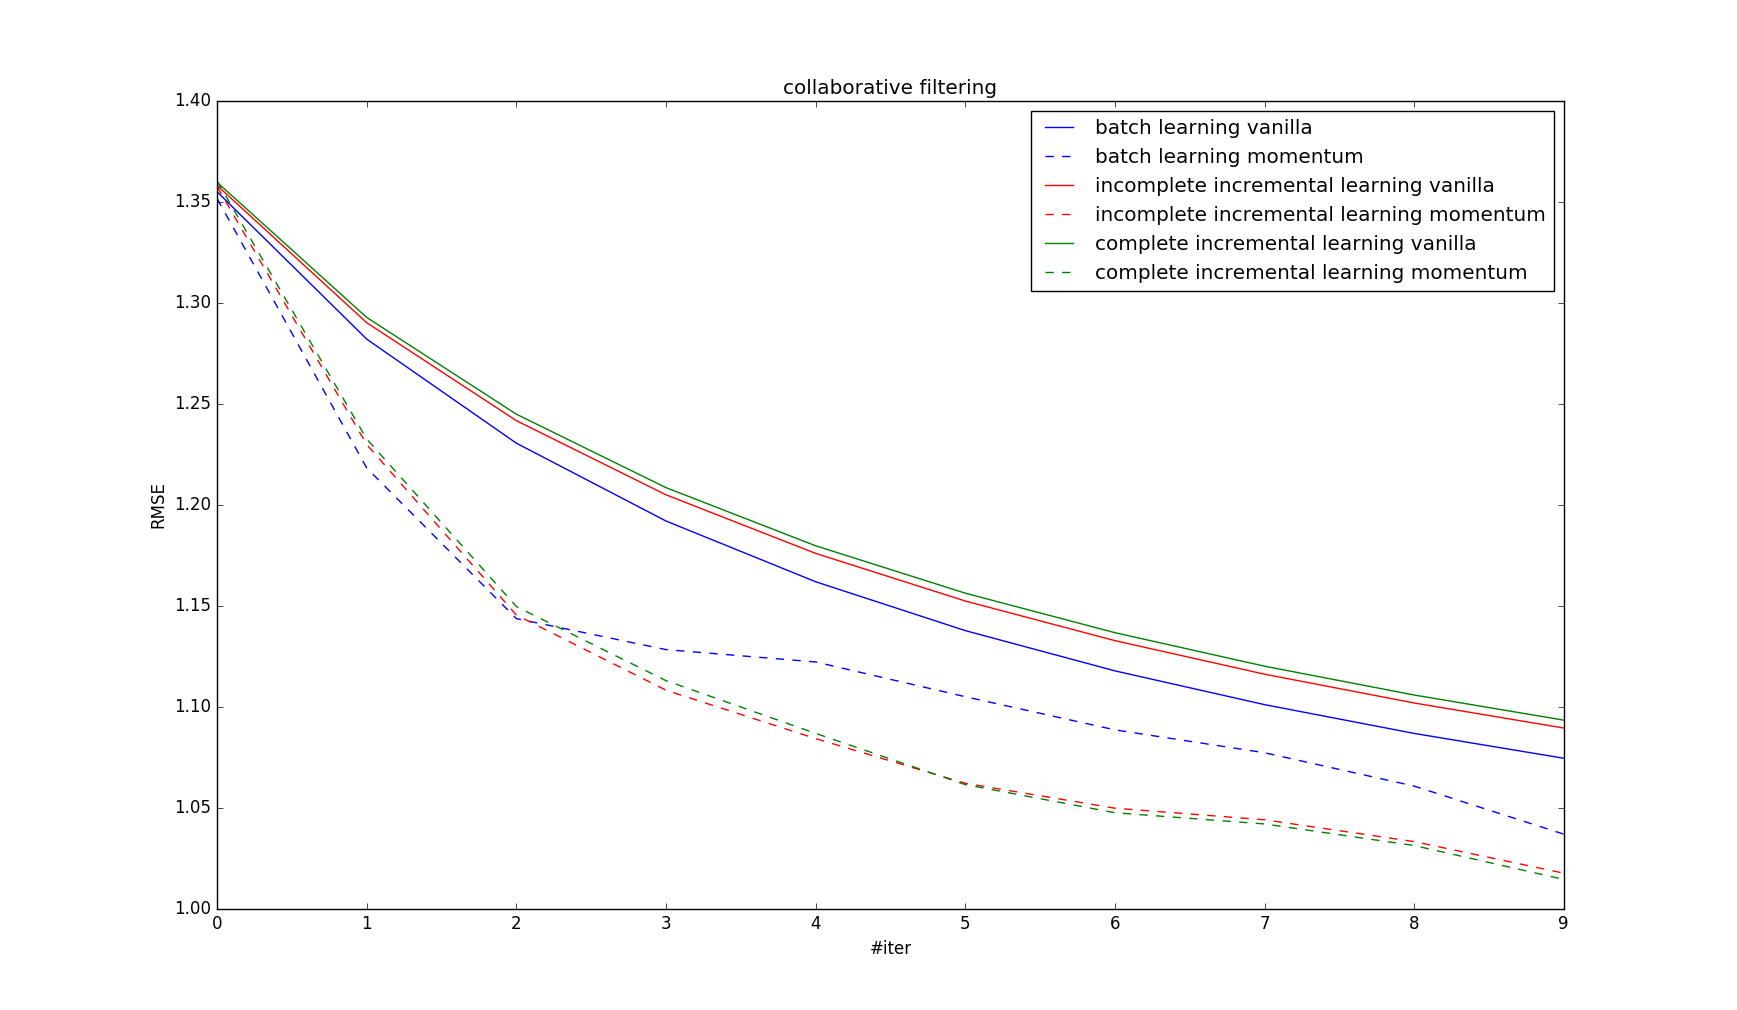 collaborative filtering
1.40
1.35
1.30
1.25
1.20
1.15
1.10
1.05
1.00
RMSE
batch learning vanilla
batch learning momentum
incomplete incremental learning vanilla
incomplete incremental learning momentum
complete incremental learning vanilla
complete incremental learning momentum
0 1 2 3 4 5 6 7 8 9
#iter